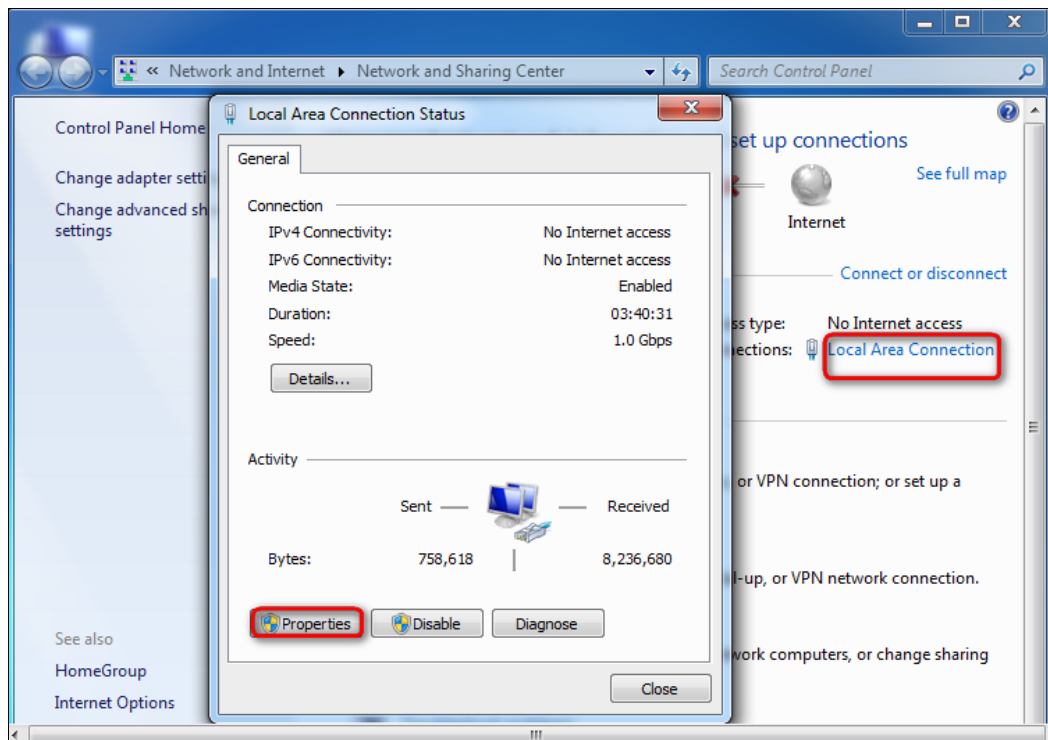 « Network and Internet ▸ Network and Sharing Center
Search Control Panel
Control Panel Home
Change adapter setti
Change advanced sh
settings
See also
HomeGroup
Internet Options
Local Area Connection Status
General
Connection
IPv4 Connectivity: No Internet access
IPv6 Connectivity: No Internet access
Media State: Enabled
Duration: 03:40:31
Speed: 1.0 Gbps
Details...
Activity
Sent Received
Bytes: 758,618 8,236,680
Properties Disable Diagnose
Close
set up connections
See full map
Internet
Connect or disconnect
ss type: No Internet access
nections: Local Area Connection
or VPN connection; or set up a
l-up, or VPN network connection.
work computers, or change sharing